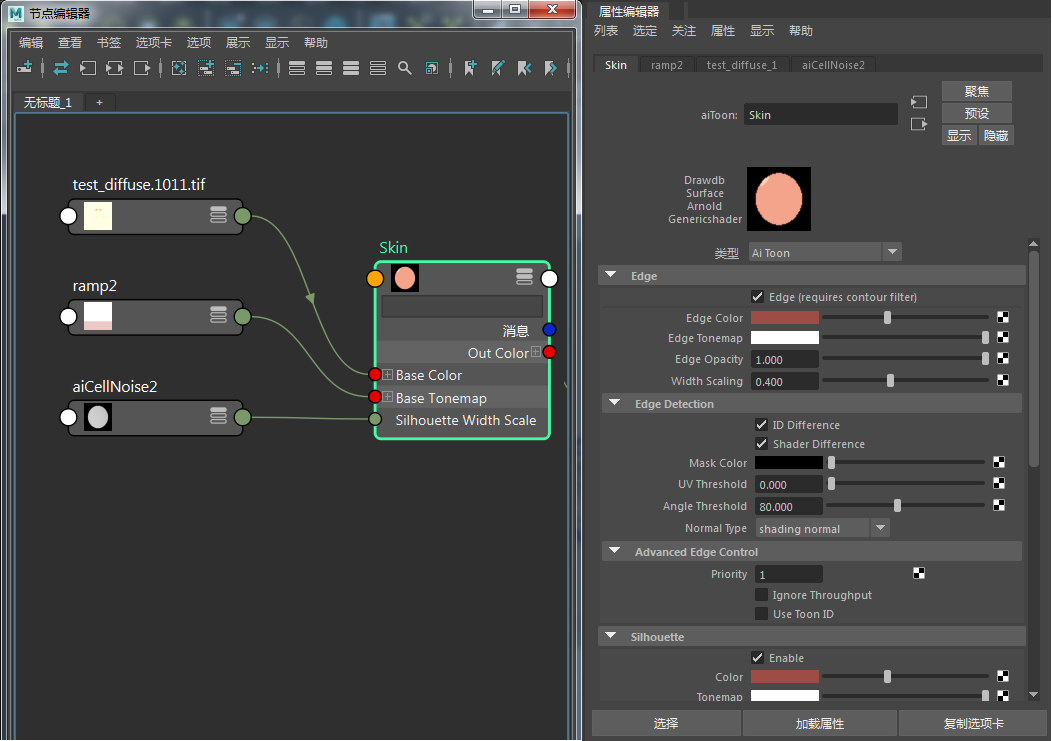 节点编辑器
编辑 查看 书签 选项卡 选项 展示 显示 帮助
无标题_1 +
test_diffuse.1011.tif
ramp2
aiCellNoise2
Skin
消息
Out Color
Base Color
Base Tonemap
Silhouette Width Scale
属性编辑器
列表 选定 关注 属性 显示 帮助
Skin ramp2 test_diffuse_1 aiCellNoise2
aiToon: Skin
聚焦
预设
显示 隐藏
Drawdb
Surface
Arnold
Genericshader
类型 Ai Toon
Edge
Edge (requires contour filter)
Edge Color
Edge Tonemap
Edge Opacity 1.000
Width Scaling 0.400
Edge Detection
ID Difference
Shader Difference
Mask Color
UV Threshold 0.000
Angle Threshold 80.000
Normal Type shading normal
Advanced Edge Control
Priority 1
Ignore Throughput
Use Toon ID
Silhouette
Enable
Color
Tonemap
选择 加载属性 复制选项卡